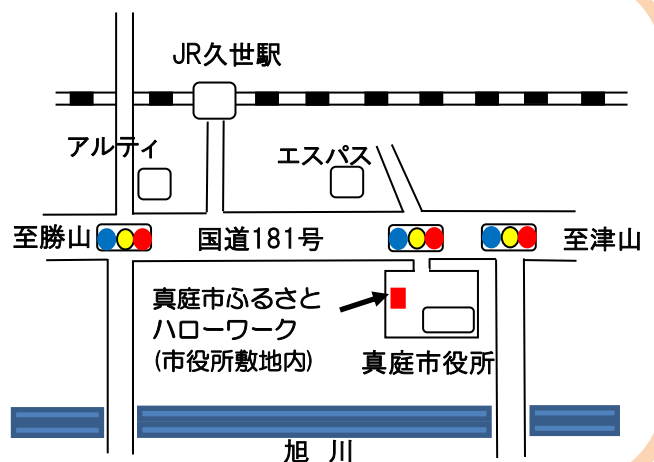 JR久世駅
アルティ
エスパス
至勝山
国道181号
至津山
真庭市ふるさと
ハローワーク
(市役所敷地内)
真庭市役所
旭 川